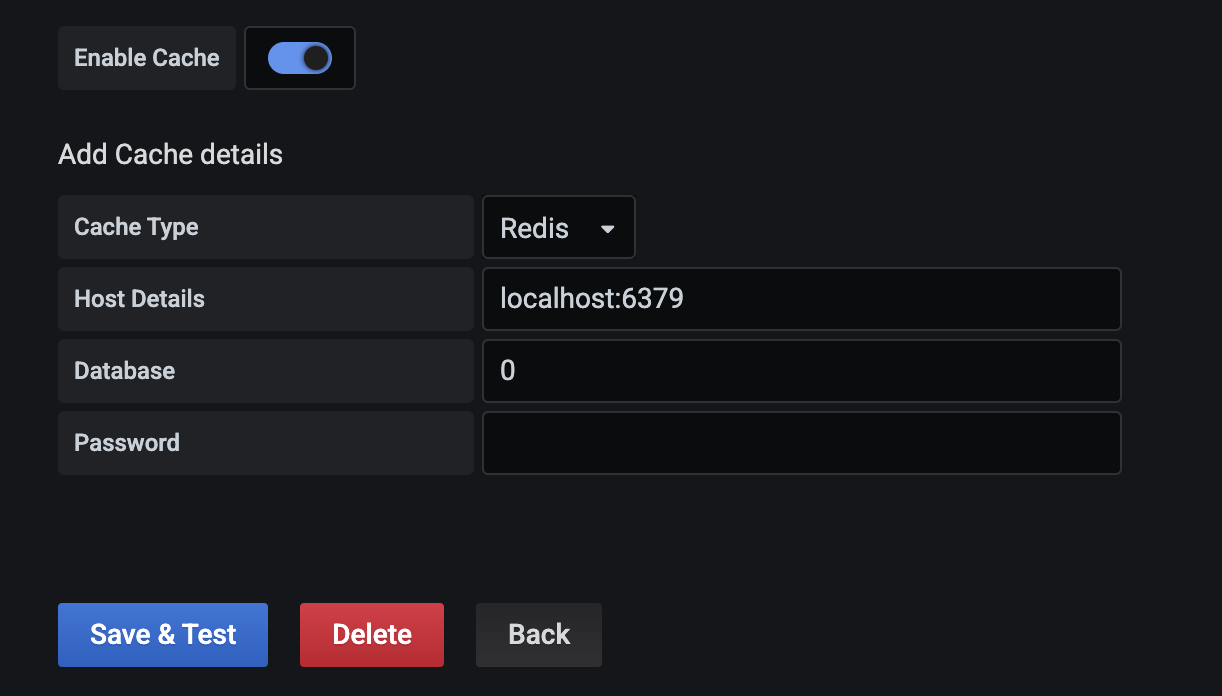 Enable Cache
Add Cache details
Cache Type Redis
Host Details localhost:6379
Database 0
Password
Save & Test Delete Back